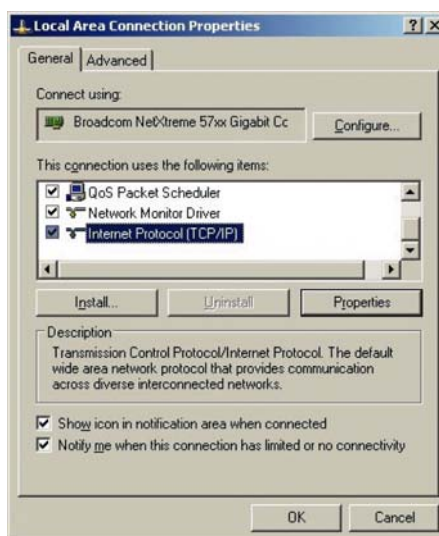 Local Area Connection Properties
General
Advanced
Connect using:
Broadcom NetXtreme 57xx Gigabit Cc
Configure...
This connection uses the following items:
QoS Packet Scheduler
Network Monitor Driver
Internet Protocol (TCP/IP)
Install...
Uninstall
Properties
Description
Transmission Control Protocol/Internet Protocol. The default
wide area network protocol that provides communication
across diverse interconnected networks.
Show icon in notification area when connected
Notify me when this connection has limited or no connectivity
OK
Cancel